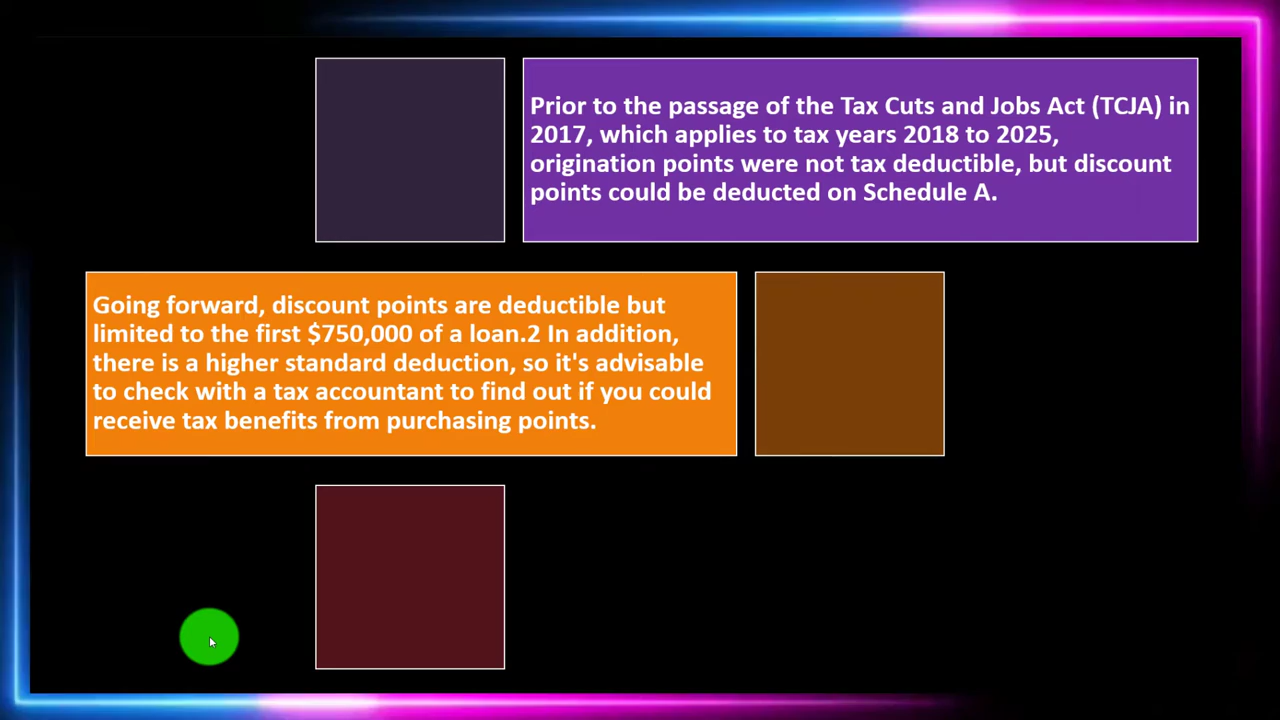 Prior to the passage of the Tax Cuts and Jobs Act (TCJA) in
2017, which applies to tax years 2018 to 2025,
origination points were not tax deductible, but discount
points could be deducted on Schedule A.
Going forward, discount points are deductible but
limited to the first $750,000 of a loan.2 In addition,
there is a higher standard deduction, so it's advisable
to check with a tax accountant to find out if you could
receive tax benefits from purchasing points.